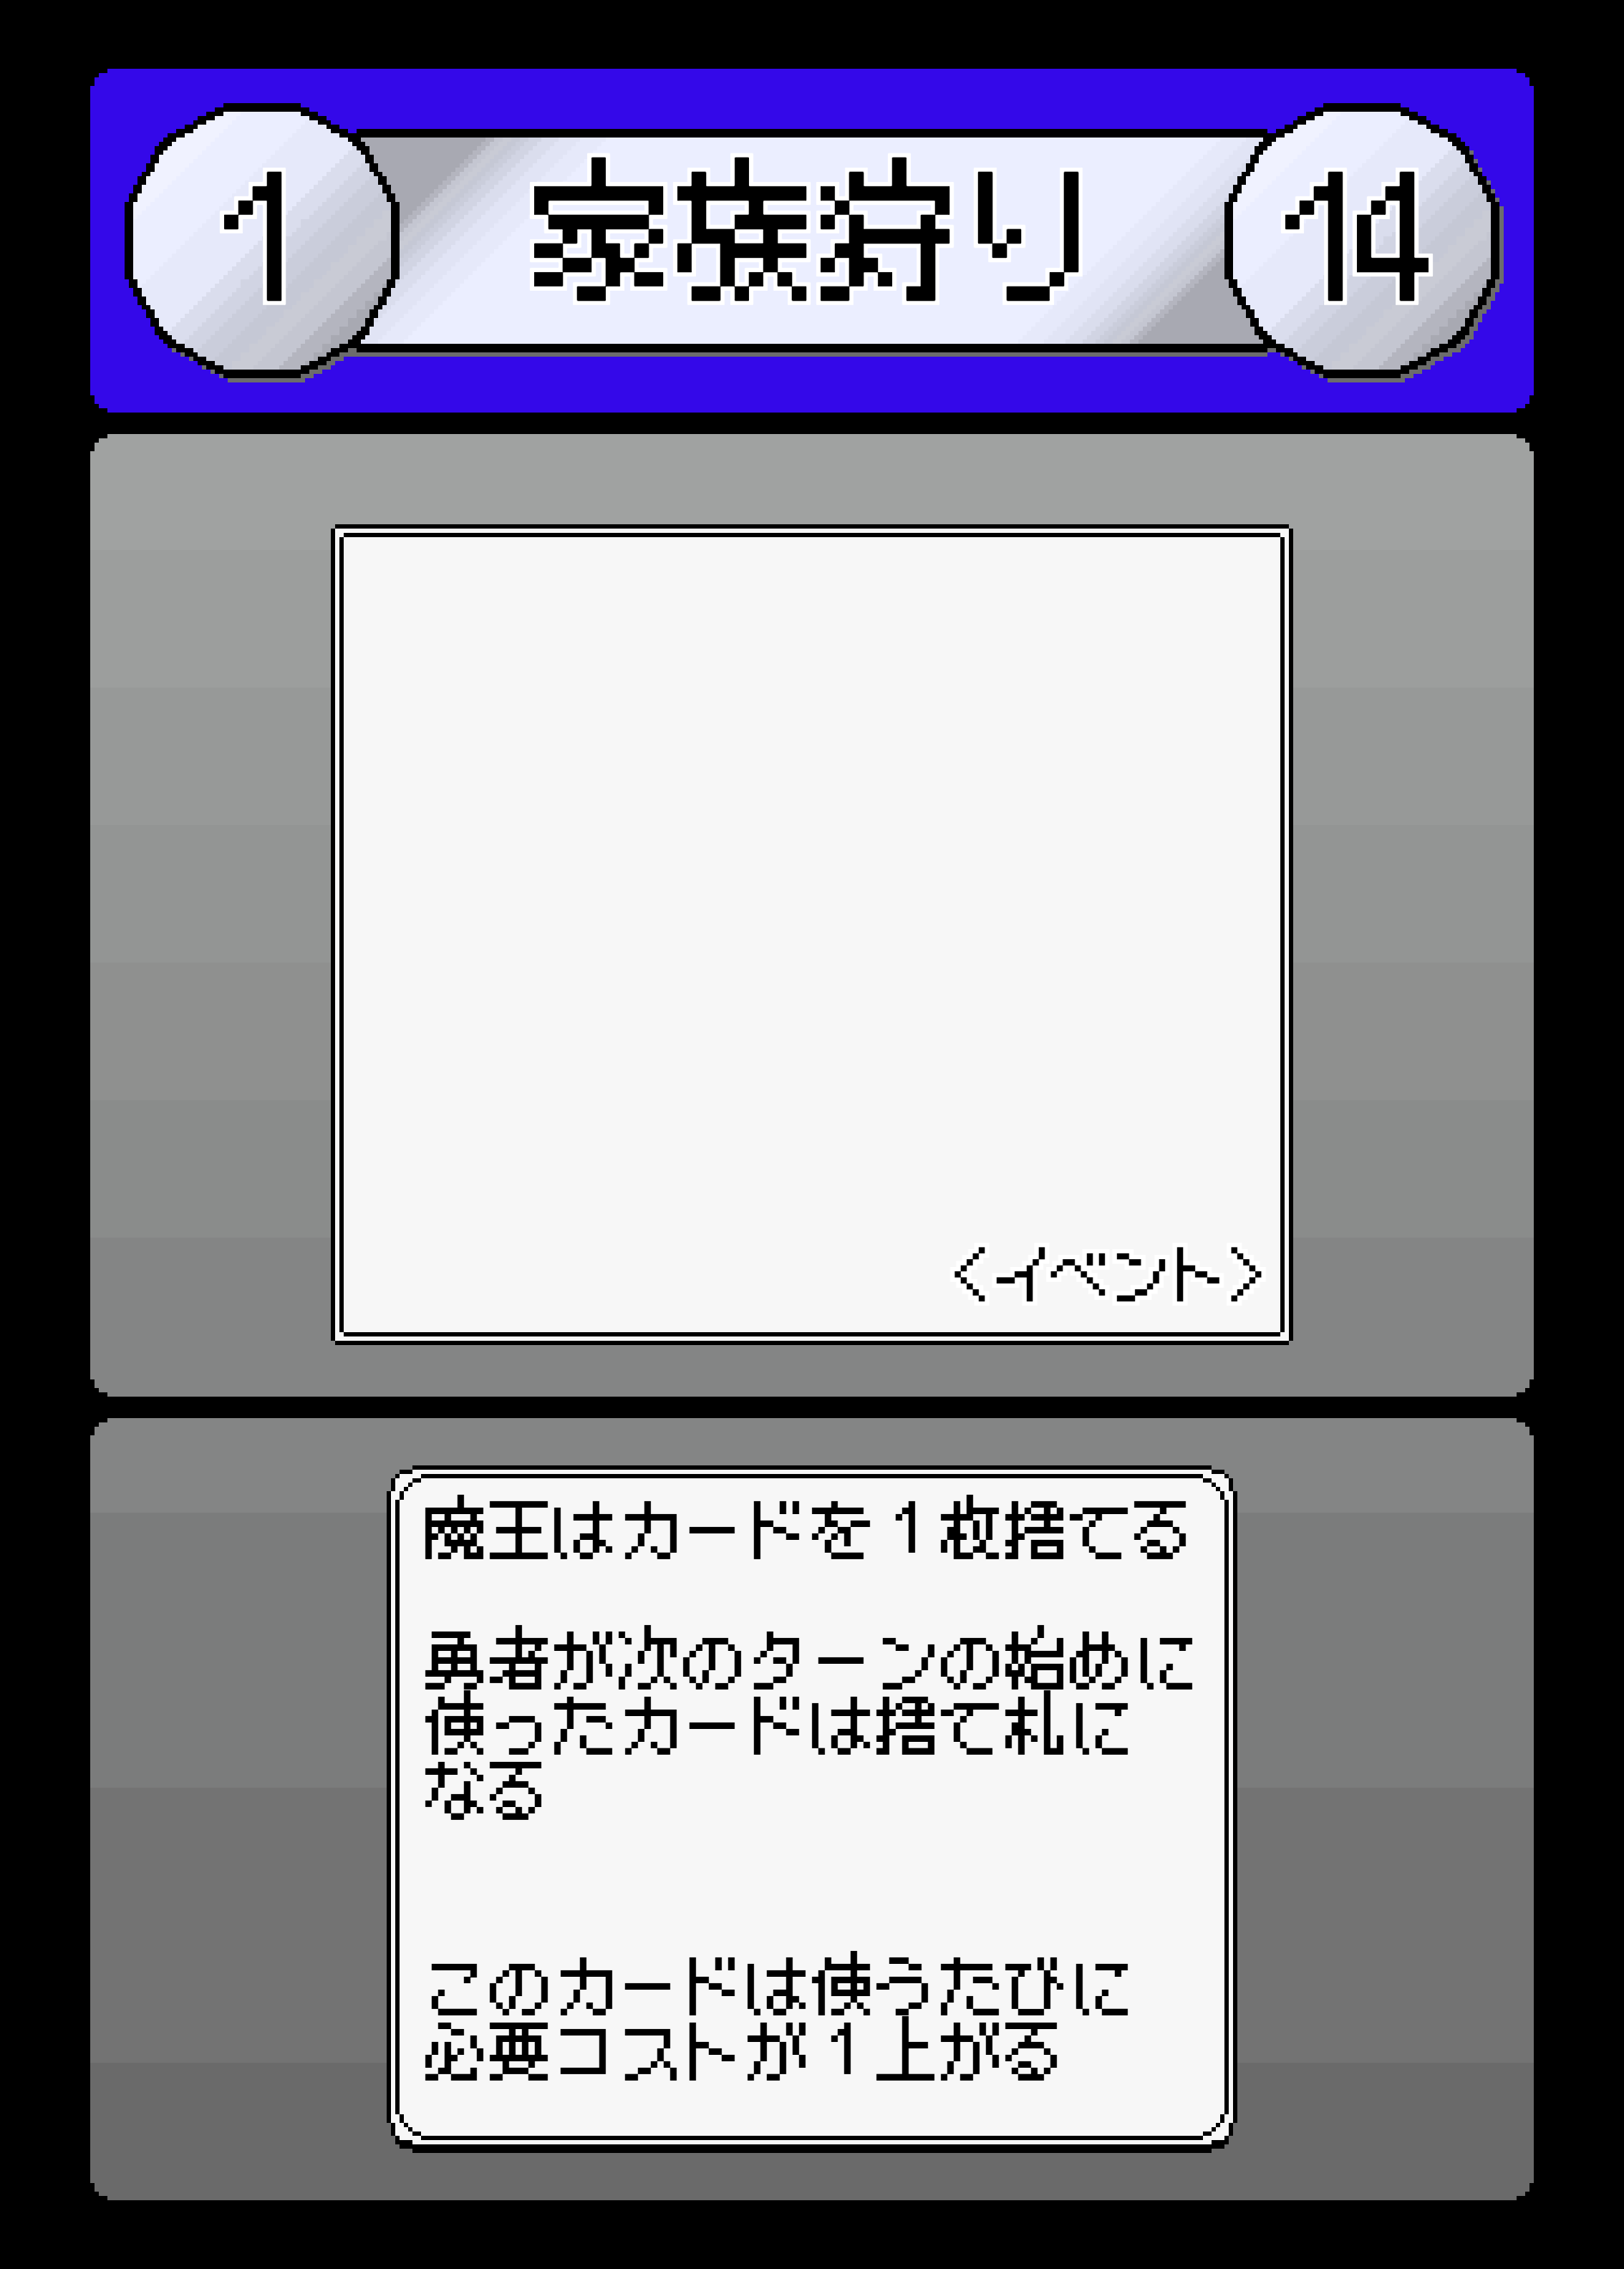 1 家族狩り 14
<イベント>
魔王はカードを1枚捨てる
勇者が次のターンの始めに
使ったカードは捨て札に
なる
このカードは使うたびに
必要コストが1上がる